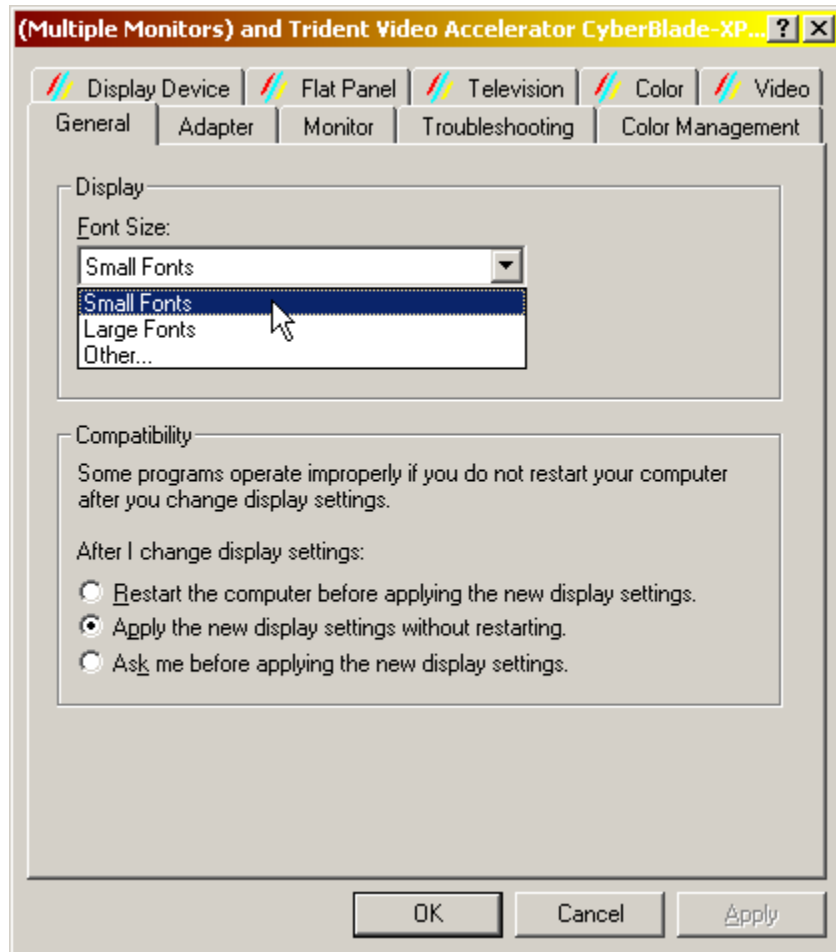 (Multiple Monitors) and Trident Video Accelerator CyberBlade-XP...
Display Device Flat Panel Television Color Video
General Adapter Monitor Troubleshooting Color Management
Display
Font Size:
Small Fonts
Small Fonts
Large Fonts
Other...
Compatibility
Some programs operate improperly if you do not restart your computer
after you change display settings.
After I change display settings:
Restart the computer before applying the new display settings.
Apply the new display settings without restarting.
Ask me before applying the new display settings.
OK Cancel Apply